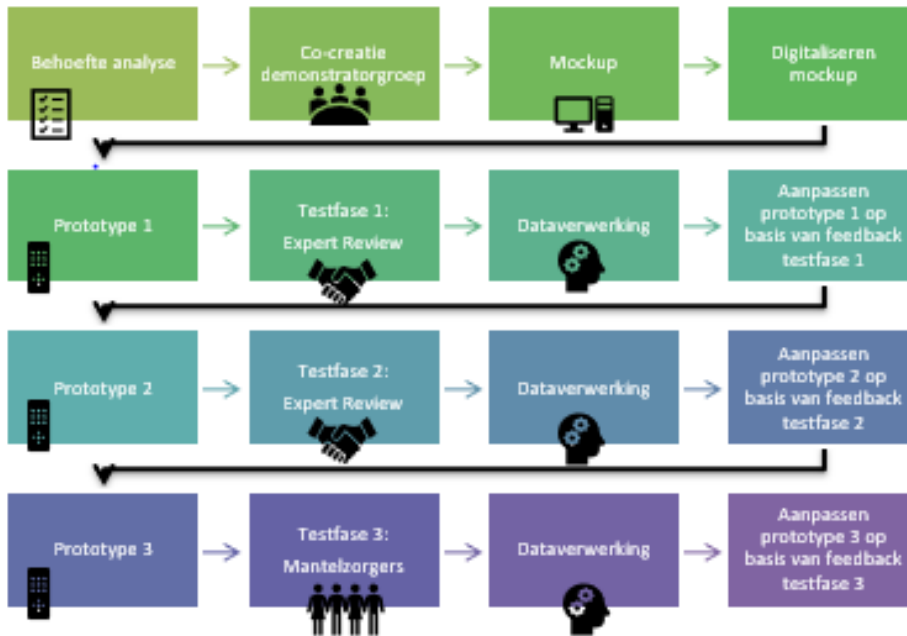 Behoefte analyse
Co-creatie
demonstratorgroep
Mockup
Digitaliseren
mockup
Prototype 1
Testfase 1:
Expert Review
Dataverwerking
Aanpassen
prototype 1 op
basis van feedback
testfase 1
Prototype 2
Testfase 2:
Expert Review
Dataverwerking
Aanpassen
prototype 2 op
basis van feedback
testfase 2
Prototype 3
Testfase 3:
Mantelzorgers
Dataverwerking
Aanpassen
prototype 3 op
basis van feedback
testfase 3